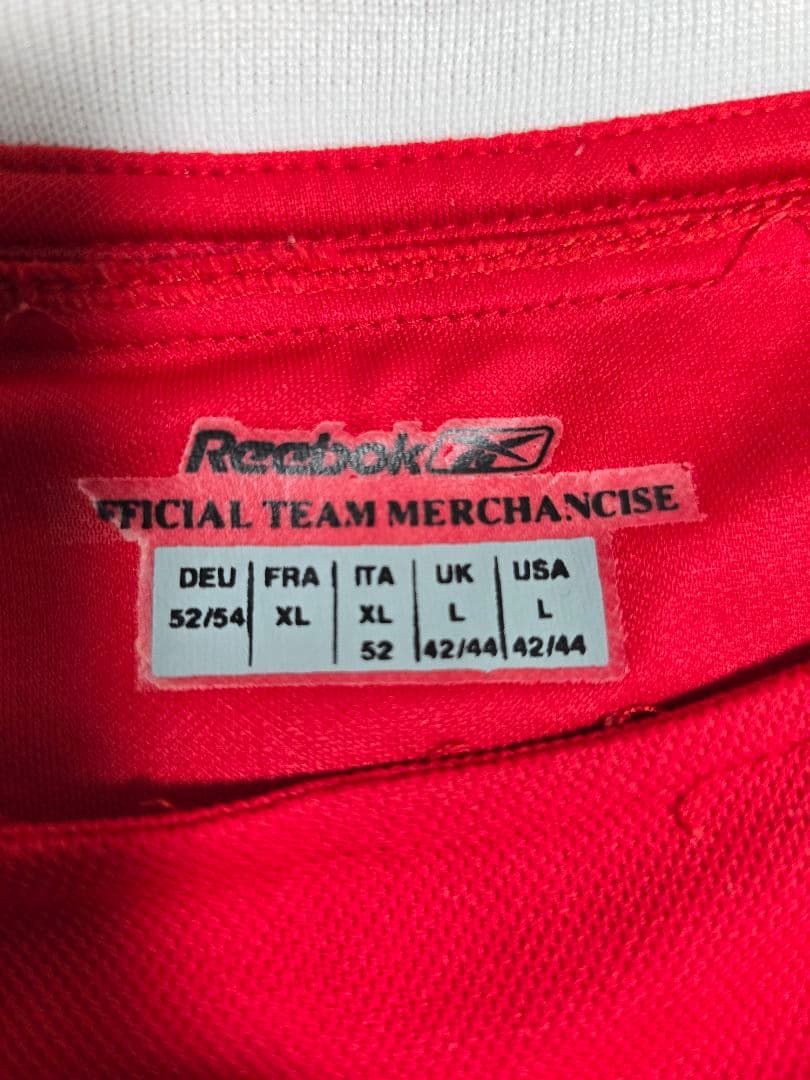 Reebok
FFICIAL TEAM MERCHANCISE
DEU FRA ITA UK USA
52/54 XL XL L L
52 42/44 42/44